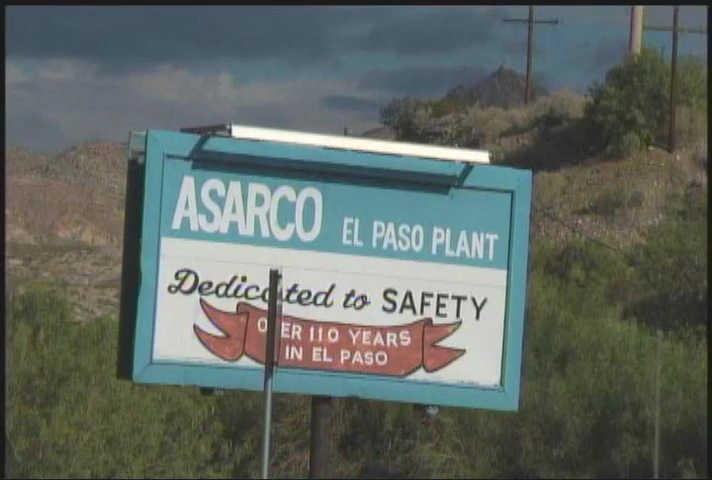 ASARCO EL PASO PLANT
Dedicated to SAFETY
OVER 110 YEARS
IN EL PASO